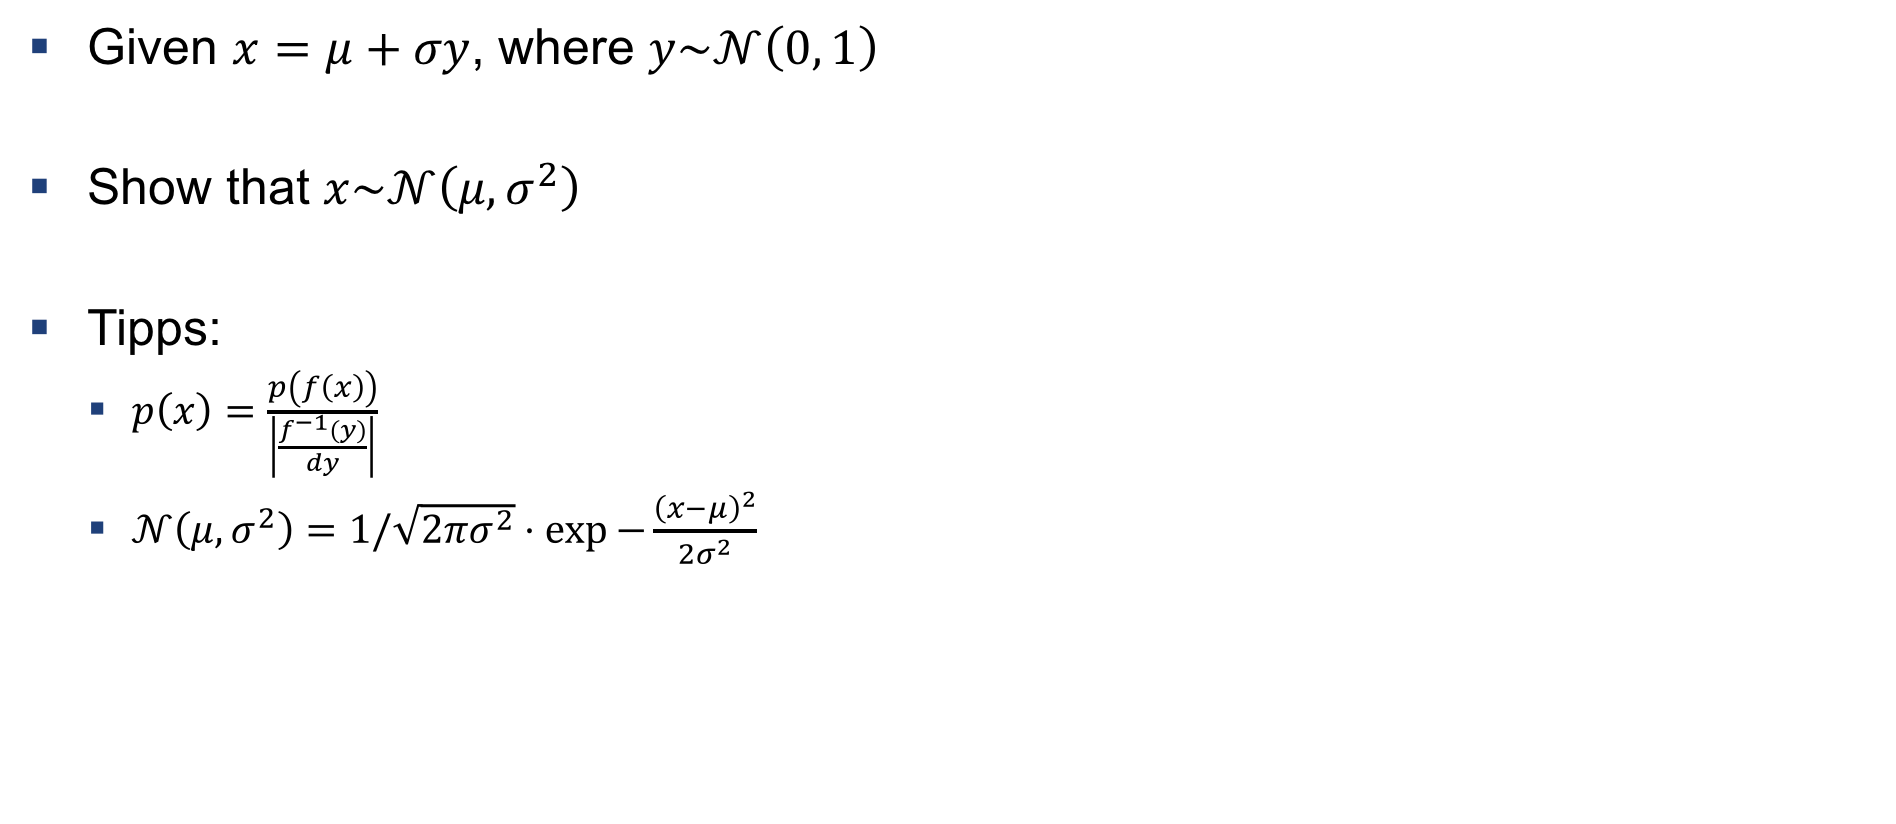 ▪ Given 𝑥 = 𝜇 + 𝜎𝑦, where 𝑦~𝒩(0, 1)
▪ Show that 𝑥~𝒩(𝜇, 𝜎²)
▪ Tipps:
▪ 𝑝(𝑥) = 𝑝(𝑓(𝑥)) / |𝑓⁻¹(𝑦) / 𝑑𝑦|
▪ 𝒩(𝜇, 𝜎²) = 1/√(2𝜋𝜎²) · exp − (𝑥−𝜇)² / 2𝜎²